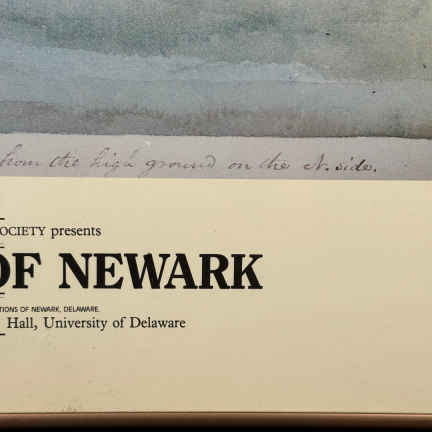 from the high ground on the N. side.
OCIETY presents
OF NEWARK
TIONS OF NEWARK, DELAWARE.
Hall, University of Delaware